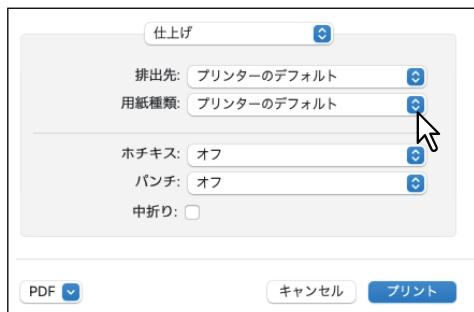 仕上げ
排出先: プリンターのデフォルト
用紙種類: プリンターのデフォルト
ホチキス: オフ
パンチ: オフ
中折り:
PDF キャンセル プリント